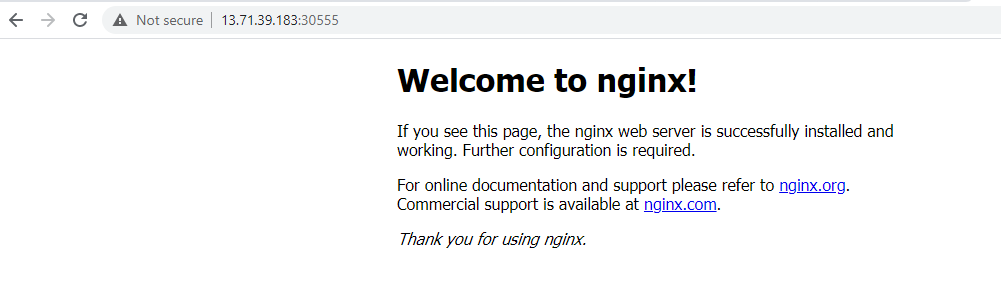 Not secure | 13.71.39.183:30555
Welcome to nginx!
If you see this page, the nginx web server is successfully installed and
working. Further configuration is required.
For online documentation and support please refer to nginx.org.
Commercial support is available at nginx.com.
Thank you for using nginx.